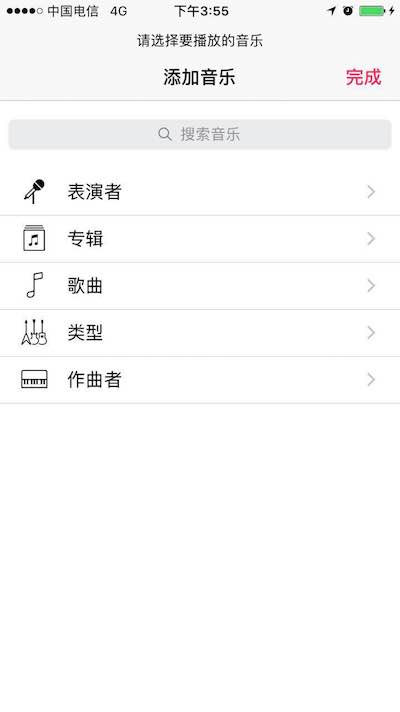 中国电信 4G 下午3:55
请选择要播放的音乐
添加音乐 完成
搜索音乐
表演者
专辑
歌曲
类型
作曲者